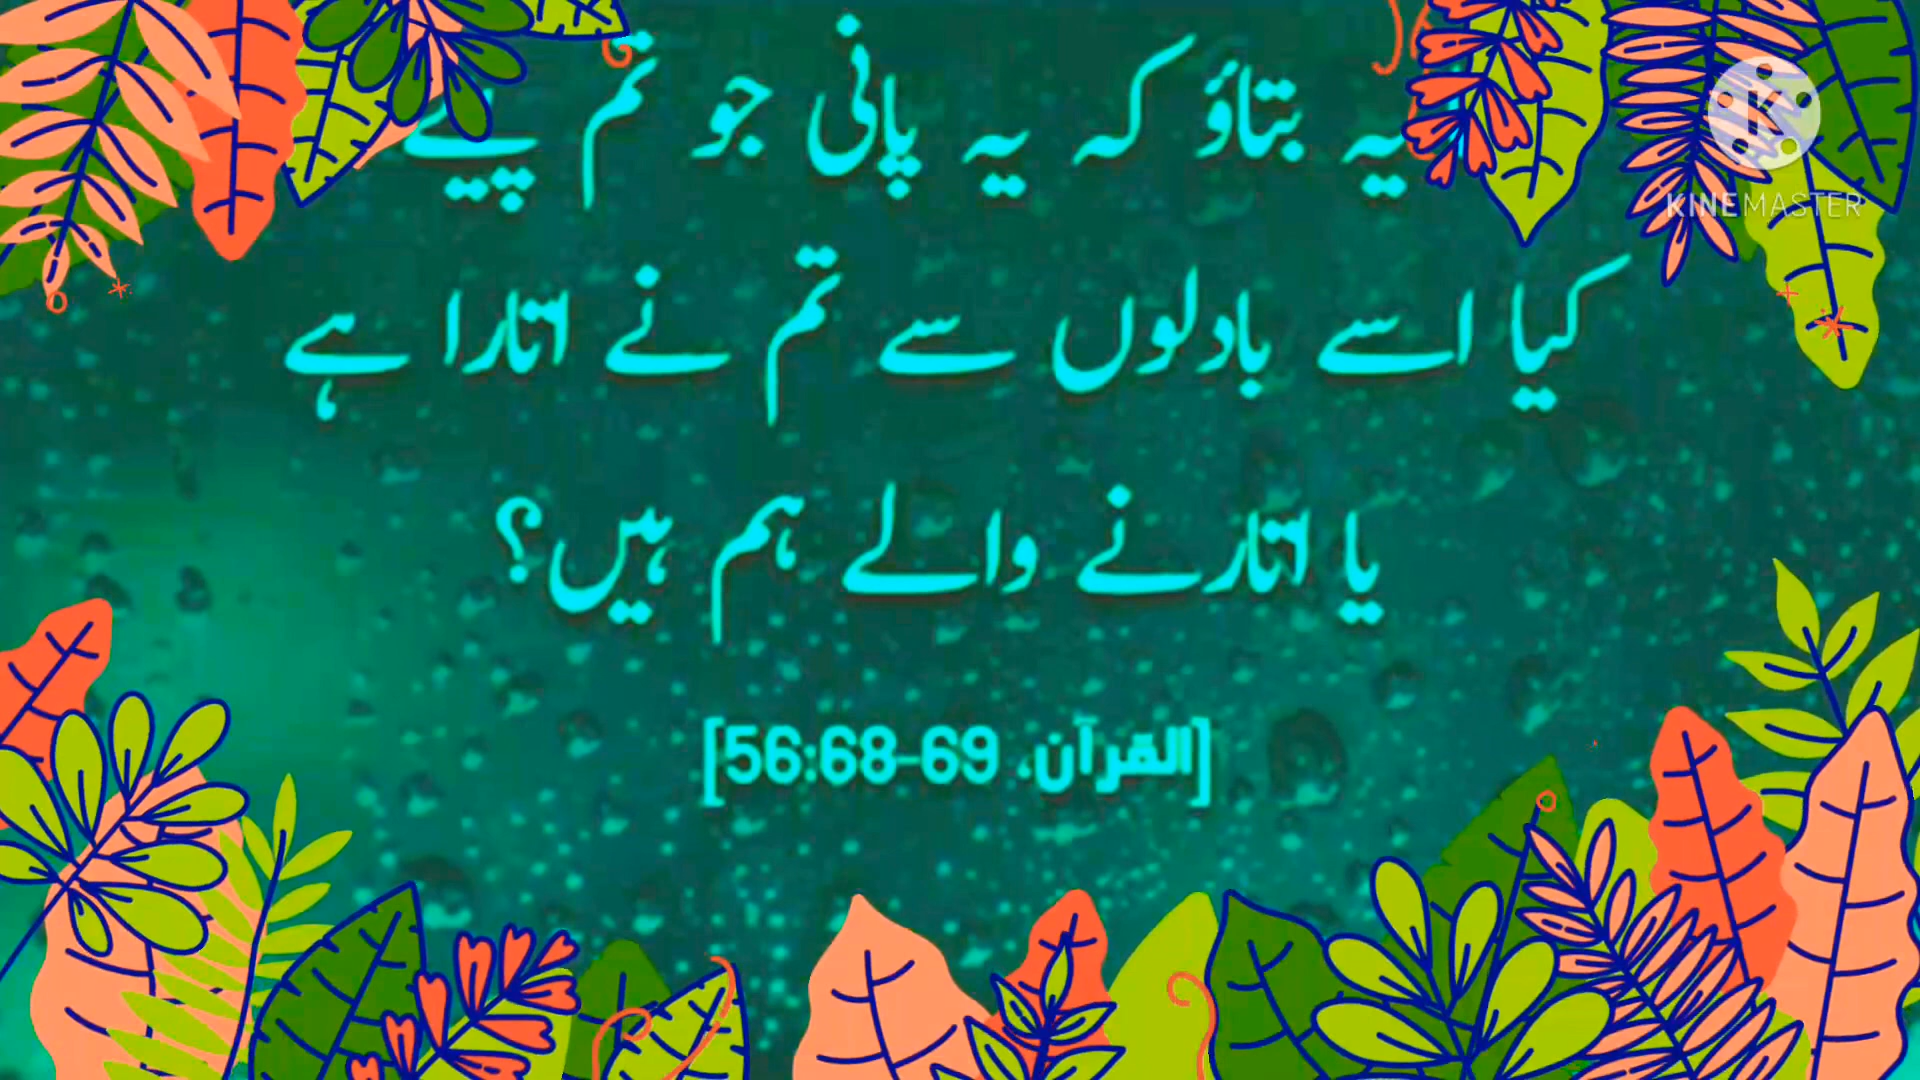 یہ بتاؤ کہ یہ پانی جو تم پیتے
کیا اسے بادلوں سے تم نے اتارا ہے
یا اتارنے والے ہم ہیں؟
[القرآن، 56:68-69]
KINEMASTER